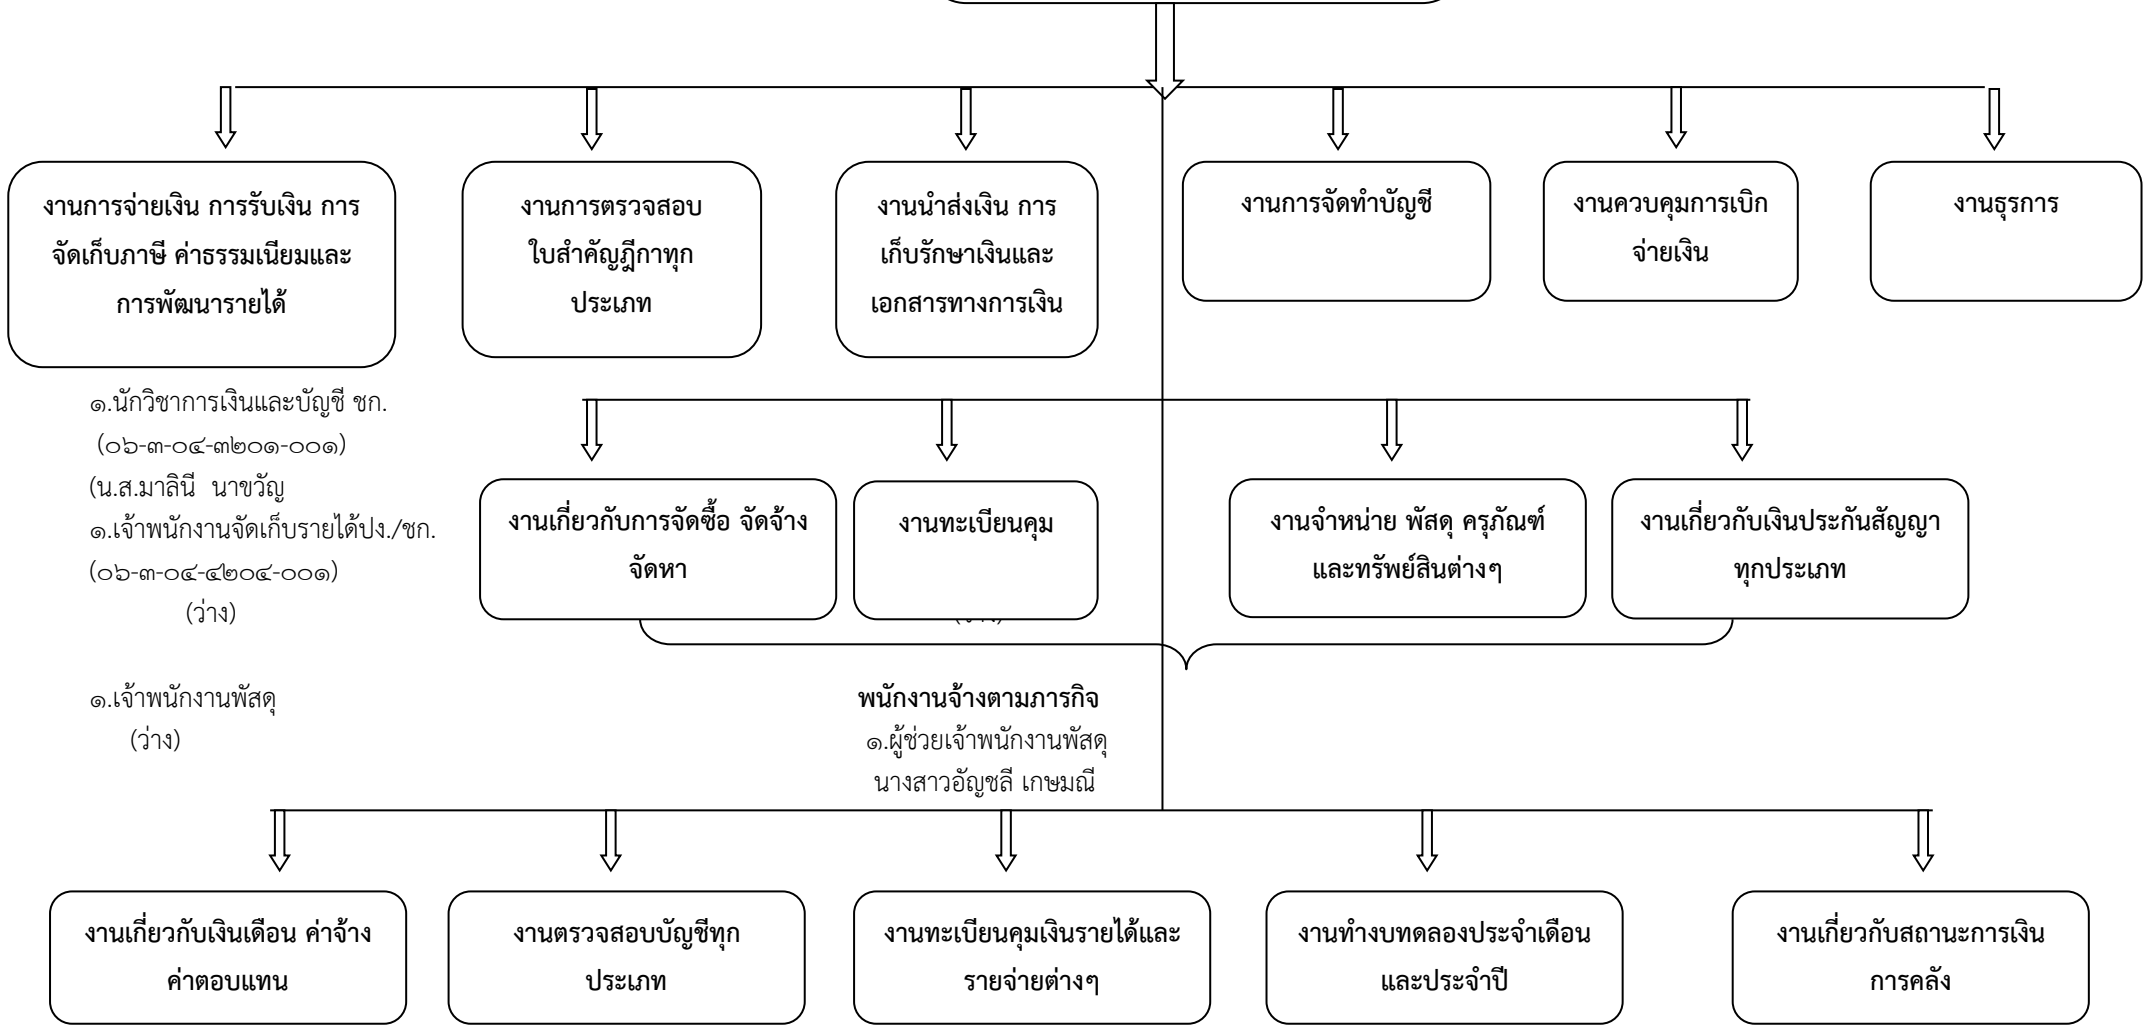 งานการจ่ายเงิน การรับเงิน การ
จัดเก็บภาษี ค่าธรรมเนียมและ
การพัฒนารายได้
งานการตรวจสอบ
ใบสำคัญฎีกาทุก
ประเภท
งานนำส่งเงิน การ
เก็บรักษาเงินและ
เอกสารทางการเงิน
งานการจัดทำบัญชี
งานควบคุมการเบิก
จ่ายเงิน
งานธุรการ
๑.นักวิชาการเงินและบัญชี ชก.
(๐๖-๓-๐๔-๓๒๐๑-๐๐๑)
(น.ส.มาลินี นาขวัญ
๑.เจ้าพนักงานจัดเก็บรายได้ปง./ชก.
(๐๖-๓-๐๔-๔๒๐๔-๐๐๑)
(ว่าง)
งานเกี่ยวกับการจัดซื้อ จัดจ้าง
จัดหา
งานทะเบียนคุม
งานจำหน่าย พัสดุ ครุภัณฑ์
และทรัพย์สินต่างๆ
งานเกี่ยวกับเงินประกันสัญญา
ทุกประเภท
๑.เจ้าพนักงานพัสดุ
(ว่าง)
พนักงานจ้างตามภารกิจ
๑.ผู้ช่วยเจ้าพนักงานพัสดุ
นางสาวอัญชลี เกษมณี
งานเกี่ยวกับเงินเดือน ค่าจ้าง
ค่าตอบแทน
งานตรวจสอบบัญชีทุก
ประเภท
งานทะเบียนคุมเงินรายได้และ
รายจ่ายต่างๆ
งานทำงบทดลองประจำเดือน
และประจำปี
งานเกี่ยวกับสถานะการเงิน
การคลัง